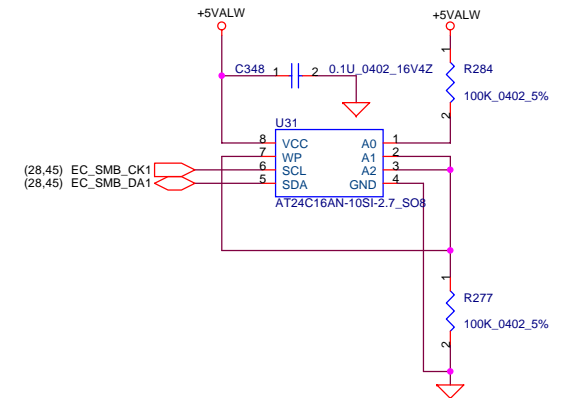 +5VALW
+5VALW
C348 1 2 0.1U_0402_16V4Z
1
R284
100K_0402_5%
2
U31
8 VCC A0 1
7 WP A1 2
(28,45) EC_SMB_CK1 6 SCL A2 3
(28,45) EC_SMB_DA1 5 SDA GND 4
AT24C16AN-10SI-2.7_SO8
1
R277
100K_0402_5%
2